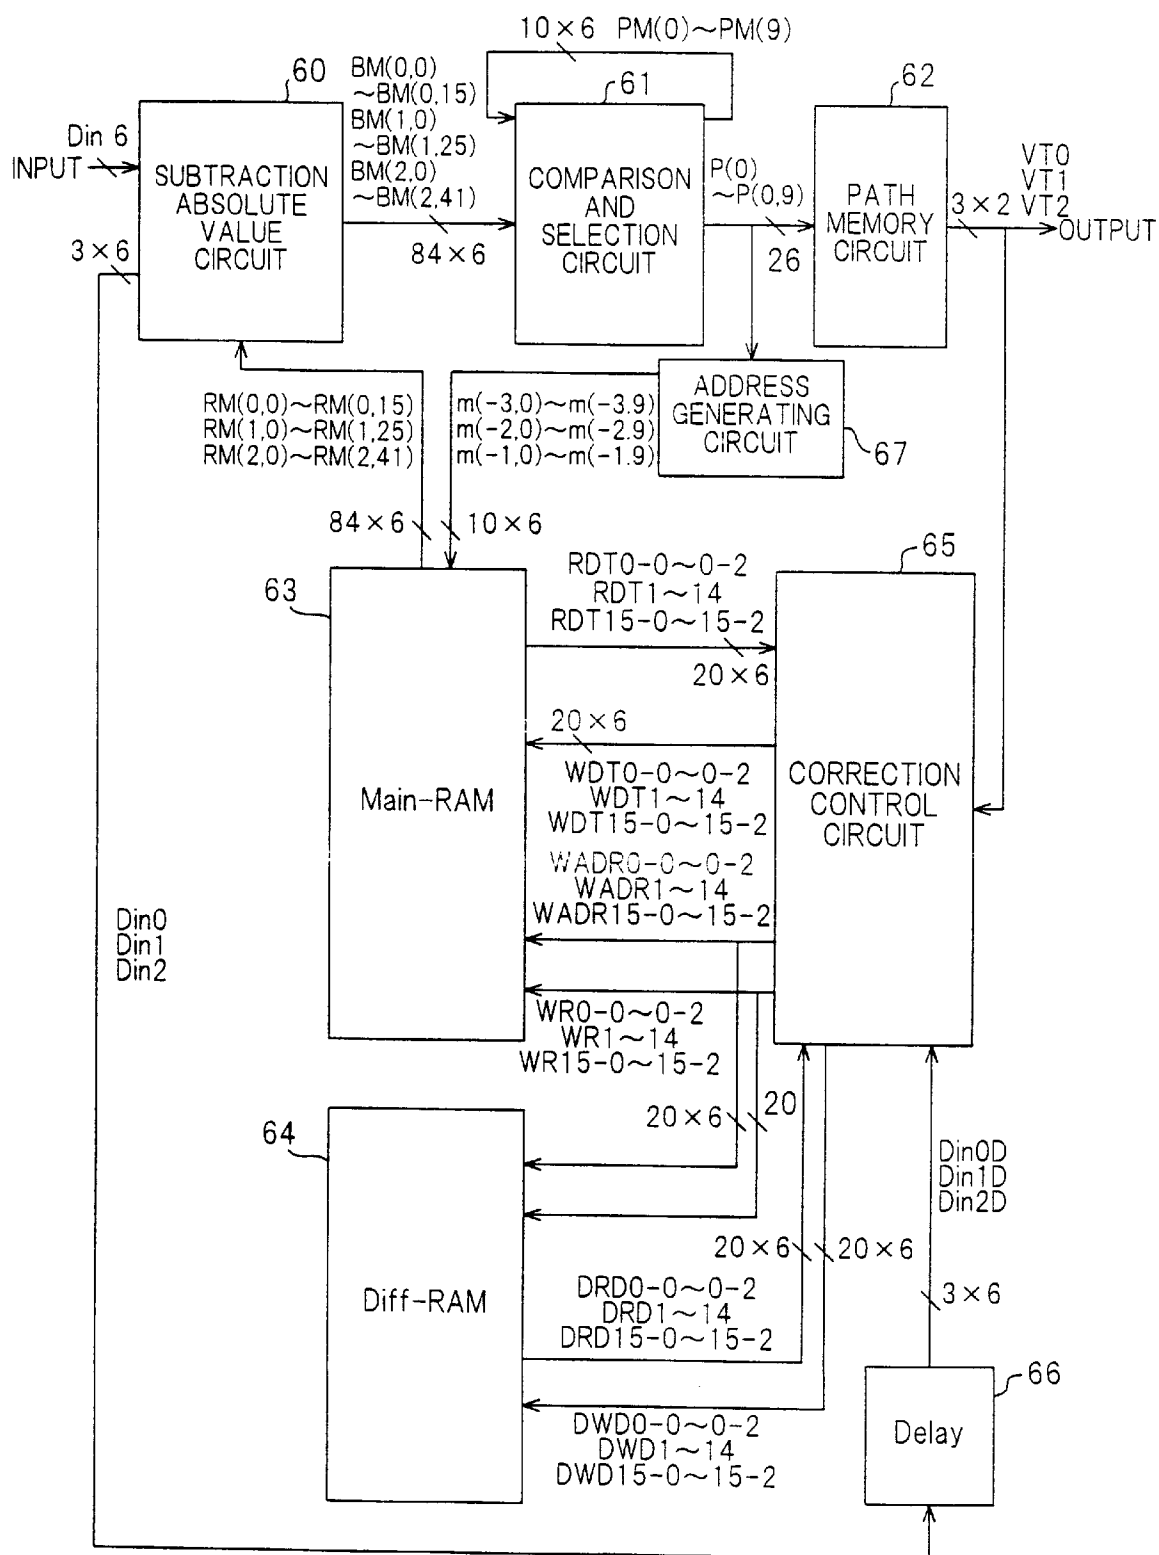 10×6 PM(0)~PM(9)
60
BM(0,0)
~BM(0,15)
BM(1,0)
~BM(1,25)
BM(2,0)
~BM(2,41)
61
62
Din 6
INPUT
SUBTRACTION
ABSOLUTE
VALUE
CIRCUIT
COMPARISON
AND
SELECTION
CIRCUIT
P(0)
~P(0,9)
PATH
MEMORY
CIRCUIT
VT0
VT1
VT2
3×2
OUTPUT
3×6
84×6
26
RM(0,0)~RM(0,15)
RM(1,0)~RM(1,25)
RM(2,0)~RM(2,41)
m(-3,0)~m(-3.9)
m(-2,0)~m(-2.9)
m(-1,0)~m(-1.9)
ADDRESS
GENERATING
CIRCUIT
67
84×6
10×6
63
RDT0-0~0-2
RDT1~14
RDT15-0~15-2
20×6
65
20×6
WDT0-0~0-2
WDT1~14
WDT15-0~15-2
Main-RAM
CORRECTION
CONTROL
CIRCUIT
WADR0-0~0-2
WADR1~14
WADR15-0~15-2
Din0
Din1
Din2
WR0-0~0-2
WR1~14
WR15-0~15-2
64
20×6
20
Din0D
Din1D
Din2D
20×6
20×6
Diff-RAM
DRD0-0~0-2
DRD1~14
DRD15-0~15-2
3×6
66
DWD0-0~0-2
DWD1~14
DWD15-0~15-2
Delay